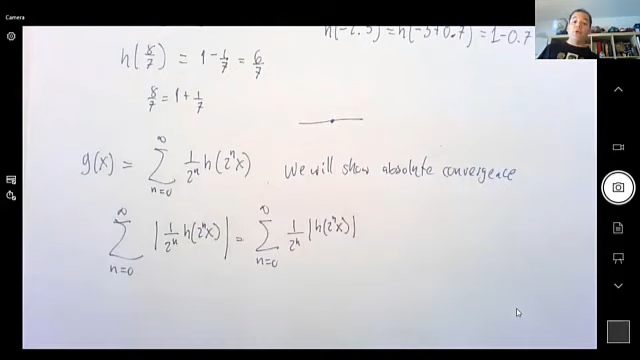 Camera
h(-2.3) = h(-3+0.7) = 1-0.7
h(8/7) = 1 - 1/7 = 6/7
8/7 = 1 + 1/7
g(x) = ∑_{n=0}^{∞} 1/2^n h(2^n x) We will show absolute convergence
∑_{n=0}^{∞} |1/2^n h(2^n x)| = ∑_{n=0}^{∞} 1/2^n |h(2^n x)|